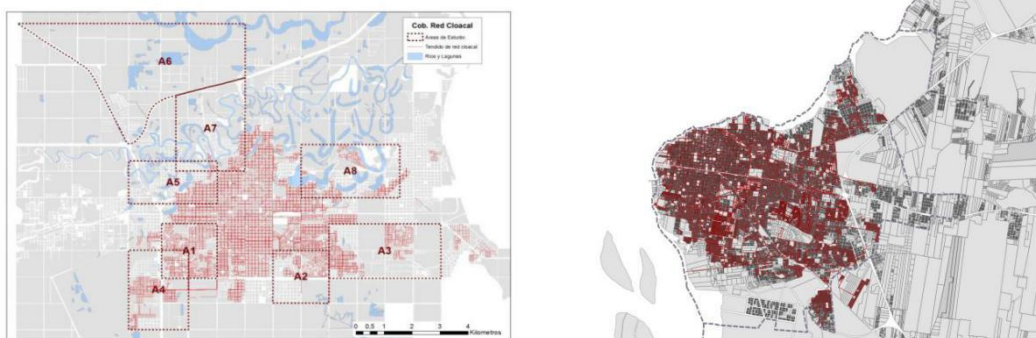 Cob. Red Cloacal
Áreas de Estudio
Tendido de red cloacal
Ríos y Lagunas
A6
A7
A5
A8
A1
A3
A2
A4
0 0.5 1 2 3 4
Kilometros